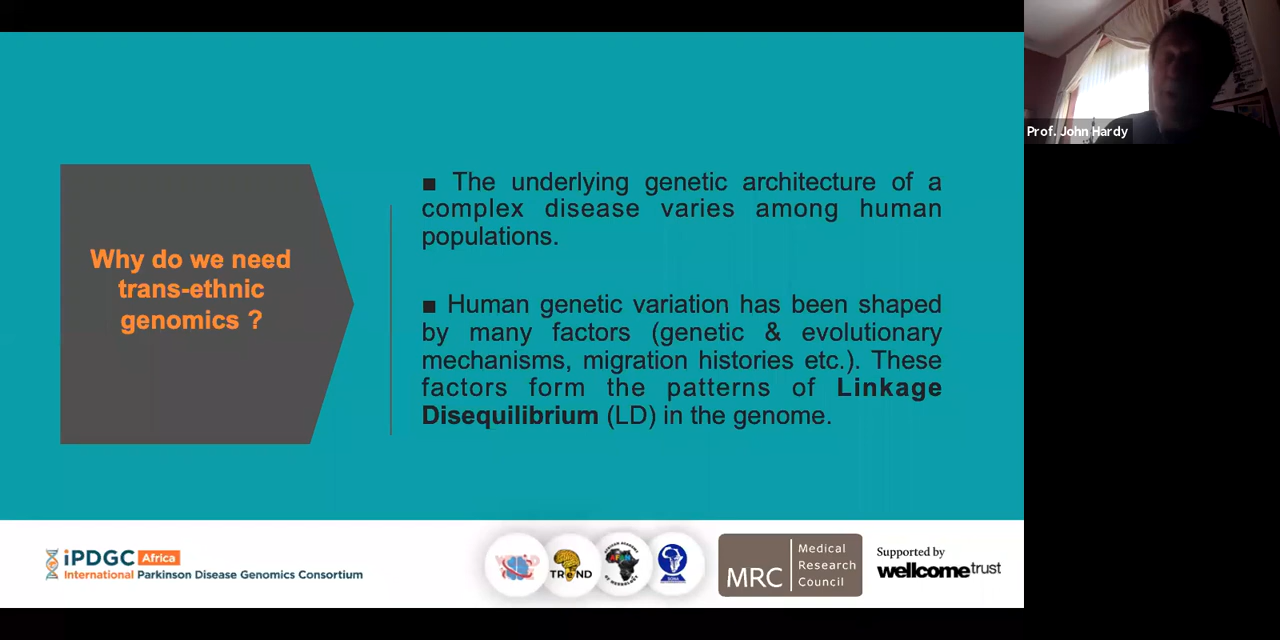 Prof. John Hardy
Why do we need
trans-ethnic
genomics ?
■ The underlying genetic architecture of a
complex disease varies among human
populations.
■ Human genetic variation has been shaped
by many factors (genetic & evolutionary
mechanisms, migration histories etc.). These
factors form the patterns of Linkage
Disequilibrium (LD) in the genome.
iPDGC Africa
International Parkinson Disease Genomics Consortium
TReND
SONA
MRC
Medical
Research
Council
Supported by
wellcometrust